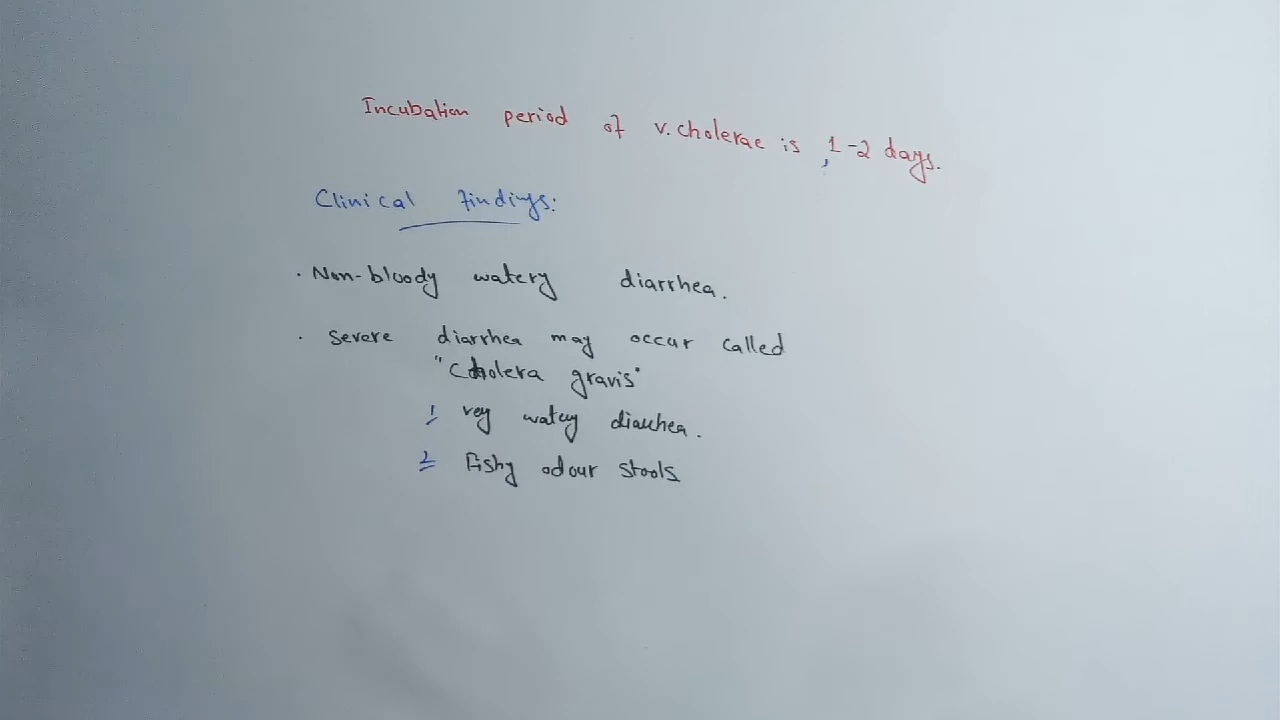 Incubation period of v.cholerae is 1-2 days.
Clinical findings:
. Non-bloody watery diarrhea.
. severe diarrhea may occur called
"Cholera gravis"
1 very watery diarrhea.
2 Fishy odour stools